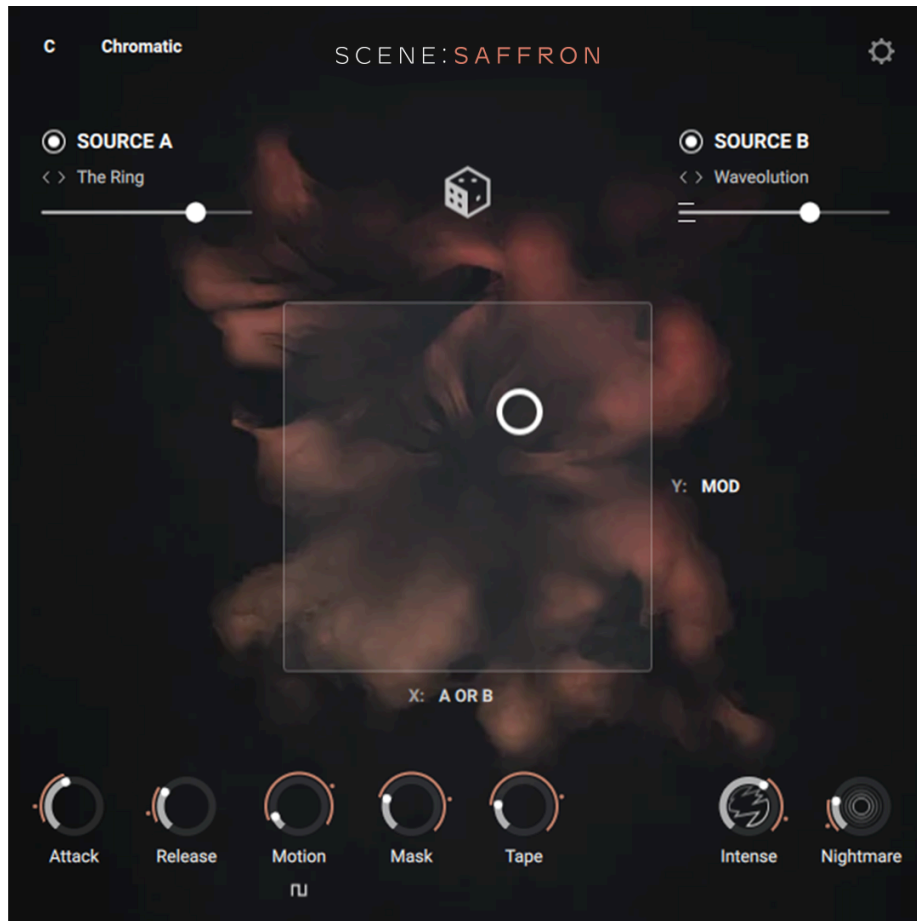 C Chromatic
SCENE:SAFFRON
SOURCE A
The Ring
SOURCE B
Waveolution
Y: MOD
X: A OR B
Attack Release Motion Mask Tape Intense Nightmare